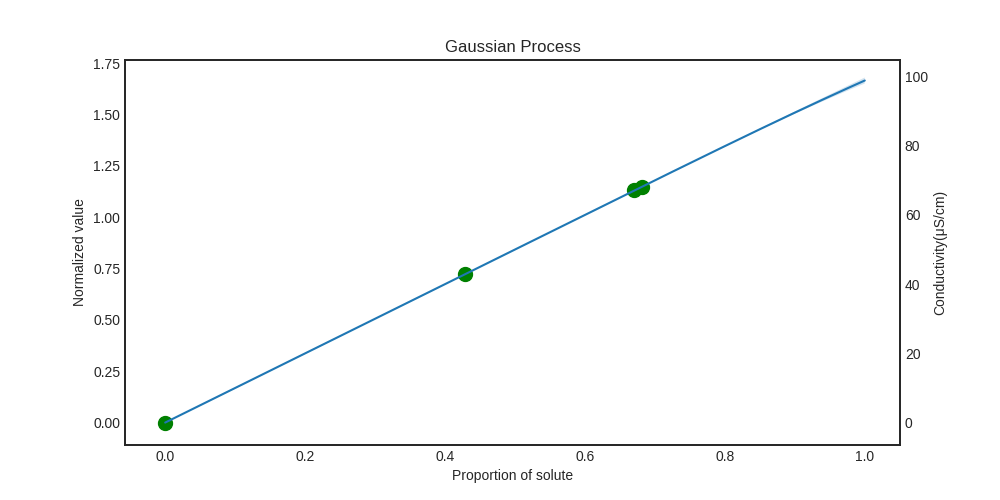 Gaussian Process
1.75
1.50
1.25
1.00
0.75
0.50
0.25
0.00
Normalized value
100
80
60
40
20
0
Conductivity(μS/cm)
0.0 0.2 0.4 0.6 0.8 1.0
Proportion of solute